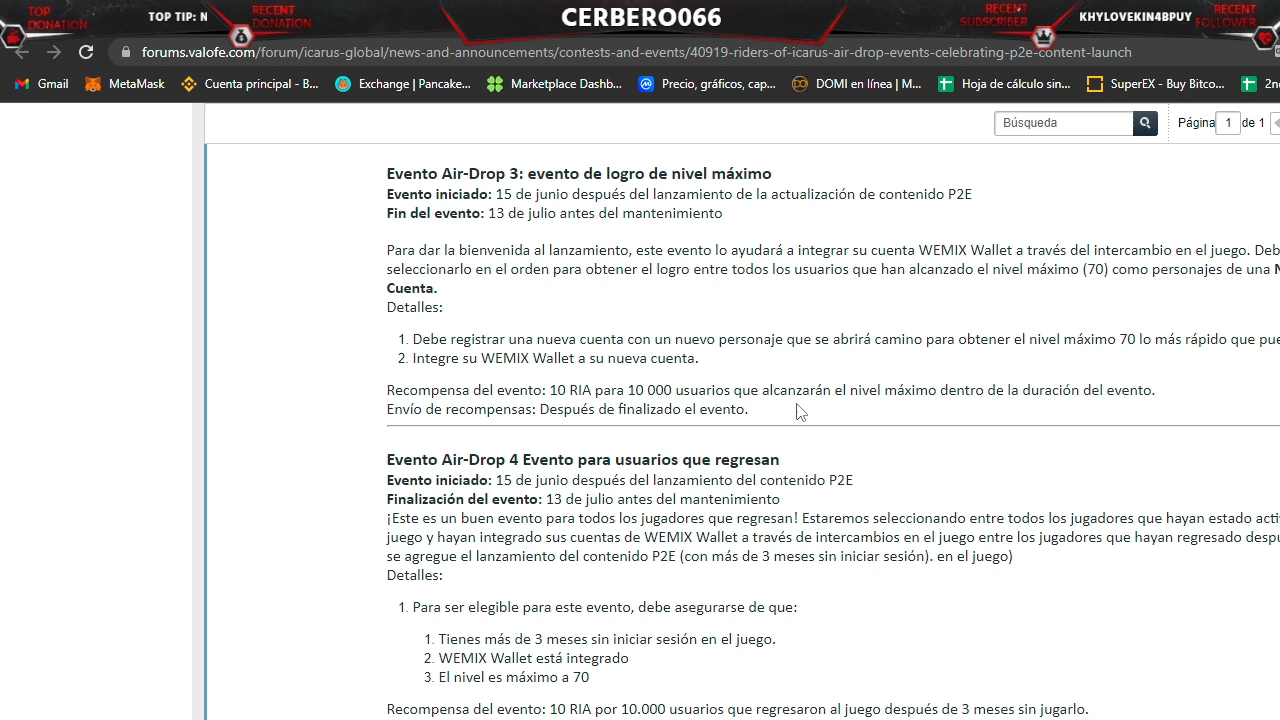 TOP DONATION
TOP TIP: N
RECENT DONATION
CERBERO066
RECENT SUBSCRIBER
KHYLOVEKIN4BPUY
RECENT FOLLOWER
forums.valofe.com/forum/icarus-global/news-and-announcements/contests-and-events/40919-riders-of-icarus-air-drop-events-celebrating-p2e-content-launch
Gmail MetaMask Cuenta principal - B... Exchange | Pancake... Marketplace Dashb... Precio, gráficos, cap... DOMI en línea | M... Hoja de cálculo sin... SuperEX - Buy Bitco... 2n
Búsqueda Página 1 de 1
Evento Air-Drop 3: evento de logro de nivel máximo
Evento iniciado: 15 de junio después del lanzamiento de la actualización de contenido P2E
Fin del evento: 13 de julio antes del mantenimiento
Para dar la bienvenida al lanzamiento, este evento lo ayudará a integrar su cuenta WEMIX Wallet a través del intercambio en el juego. Deb
seleccionarlo en el orden para obtener el logro entre todos los usuarios que han alcanzado el nivel máximo (70) como personajes de una N
Cuenta.
Detalles:
1. Debe registrar una nueva cuenta con un nuevo personaje que se abrirá camino para obtener el nivel máximo 70 lo más rápido que pue
2. Integre su WEMIX Wallet a su nueva cuenta.
Recompensa del evento: 10 RIA para 10 000 usuarios que alcanzarán el nivel máximo dentro de la duración del evento.
Envío de recompensas: Después de finalizado el evento.
Evento Air-Drop 4 Evento para usuarios que regresan
Evento iniciado: 15 de junio después del lanzamiento del contenido P2E
Finalización del evento: 13 de julio antes del mantenimiento
¡Este es un buen evento para todos los jugadores que regresan! Estaremos seleccionando entre todos los jugadores que hayan estado acti
juego y hayan integrado sus cuentas de WEMIX Wallet a través de intercambios en el juego entre los jugadores que hayan regresado despu
se agregue el lanzamiento del contenido P2E (con más de 3 meses sin iniciar sesión). en el juego)
Detalles:
1. Para ser elegible para este evento, debe asegurarse de que:
1. Tienes más de 3 meses sin iniciar sesión en el juego.
2. WEMIX Wallet está integrado
3. El nivel es máximo a 70
Recompensa del evento: 10 RIA por 10.000 usuarios que regresaron al juego después de 3 meses sin jugarlo.